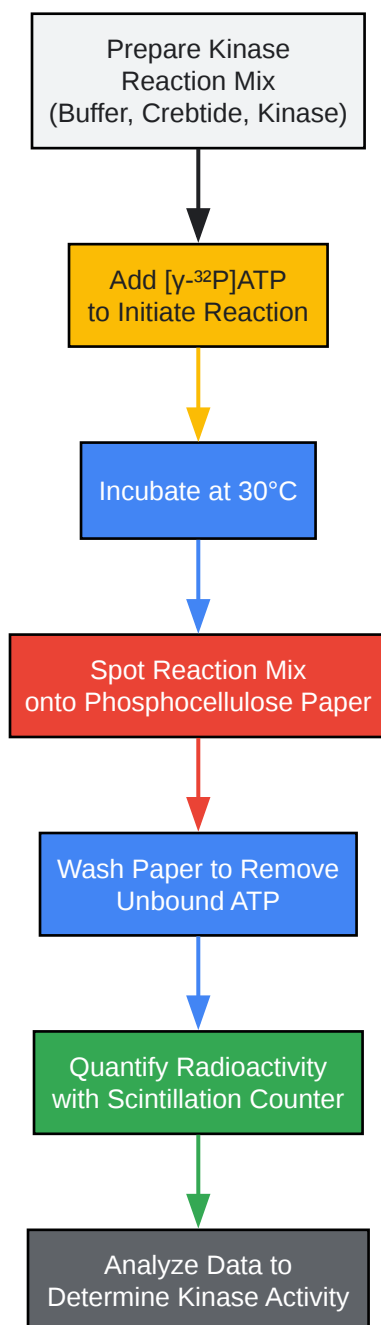 Prepare Kinase
Reaction Mix
(Buffer, Crebtide, Kinase)
Add [γ-³²P]ATP
to Initiate Reaction
Incubate at 30°C
Spot Reaction Mix
onto Phosphocellulose Paper
Wash Paper to Remove
Unbound ATP
Quantify Radioactivity
with Scintillation Counter
Analyze Data to
Determine Kinase Activity